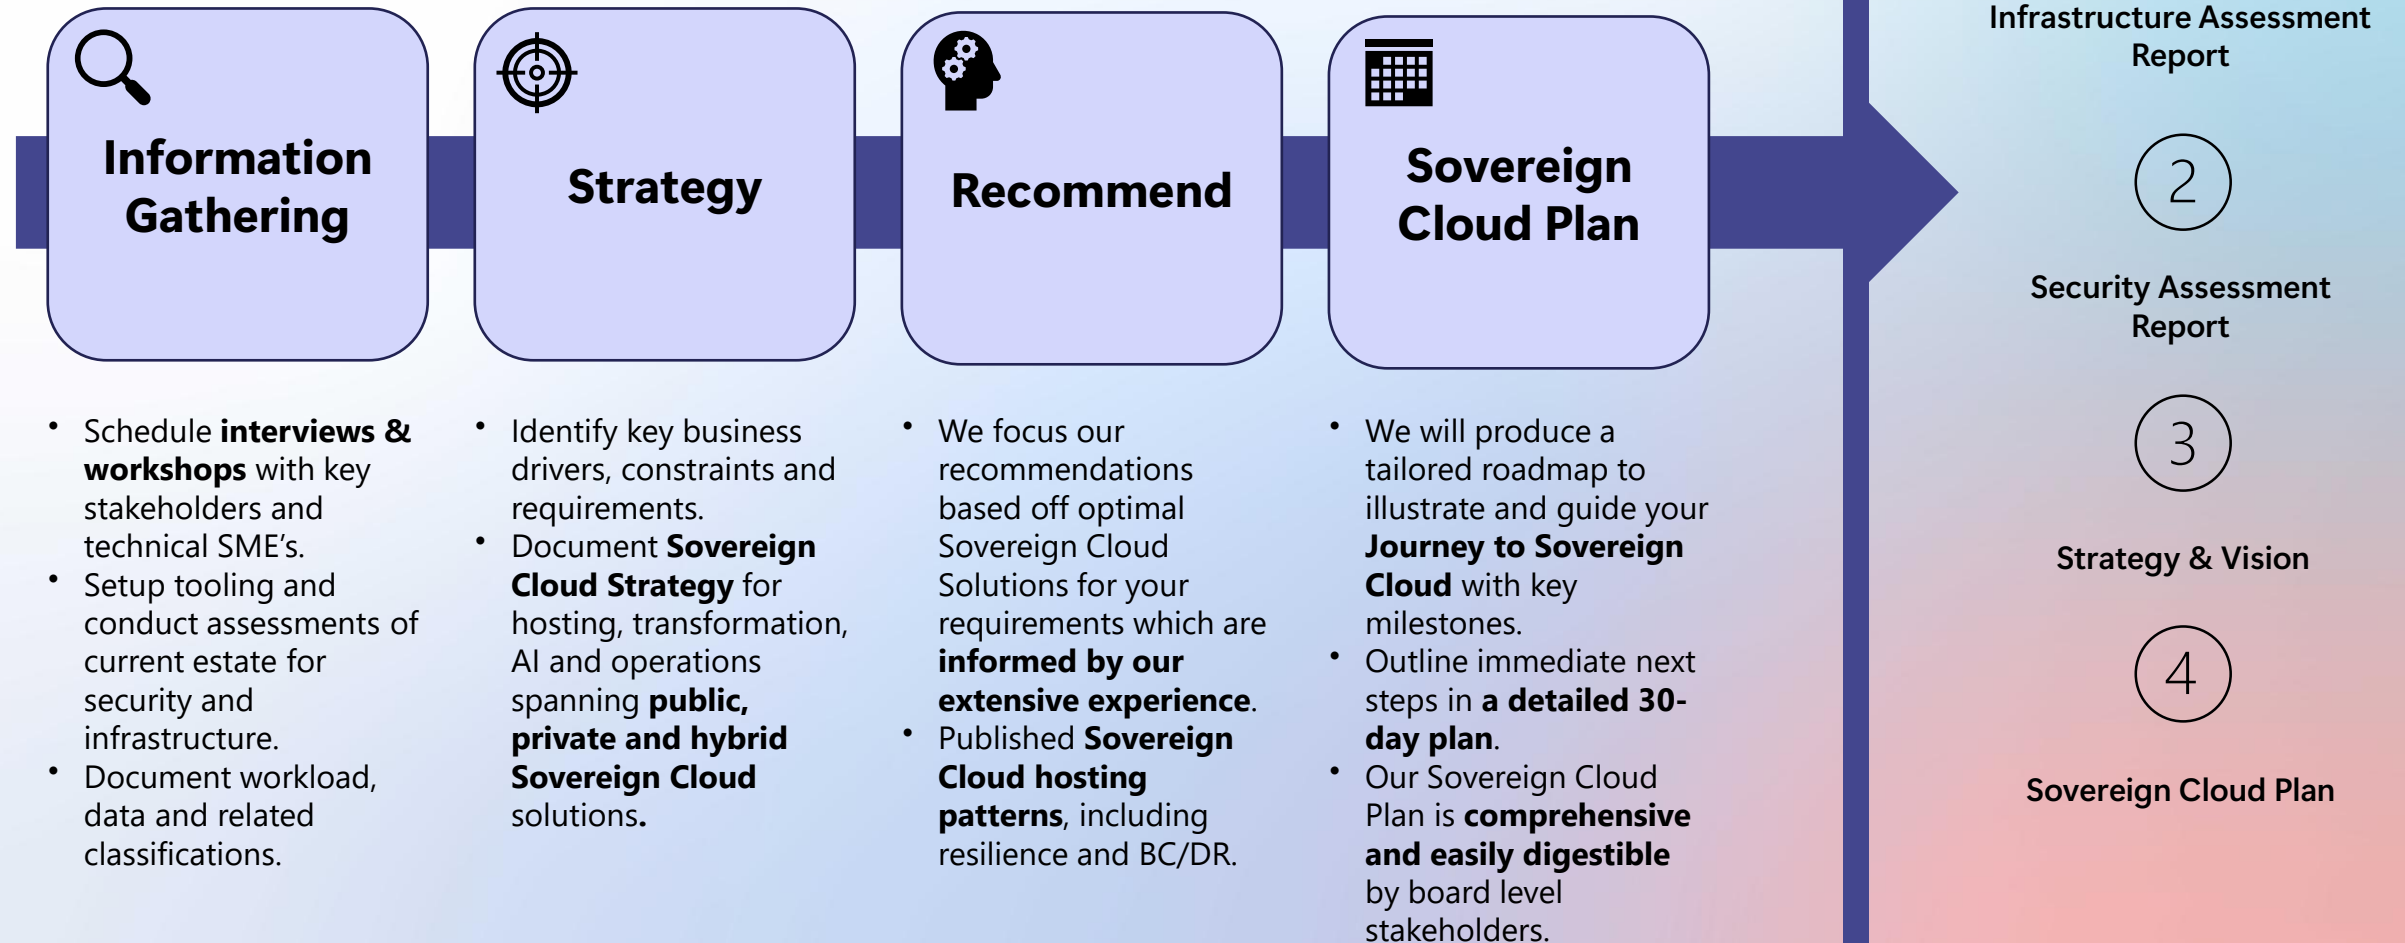 Information
Gathering
Strategy
Recommend
Sovereign
Cloud Plan
• Schedule interviews &
workshops with key
stakeholders and
technical SME’s.
• Setup tooling and
conduct assessments of
current estate for
security and
infrastructure.
• Document workload,
data and related
classifications.
• Identify key business
drivers, constraints and
requirements.
• Document Sovereign
Cloud Strategy for
hosting, transformation,
AI and operations
spanning public,
private and hybrid
Sovereign Cloud
solutions.
• We focus our
recommendations
based off optimal
Sovereign Cloud
Solutions for your
requirements which are
informed by our
extensive experience.
• Published Sovereign
Cloud hosting
patterns, including
resilience and BC/DR.
• We will produce a
tailored roadmap to
illustrate and guide your
Journey to Sovereign
Cloud with key
milestones.
• Outline immediate next
steps in a detailed 30-
day plan.
• Our Sovereign Cloud
Plan is comprehensive
and easily digestible
by board level
stakeholders.
Infrastructure Assessment
Report
2
Security Assessment
Report
3
Strategy & Vision
4
Sovereign Cloud Plan